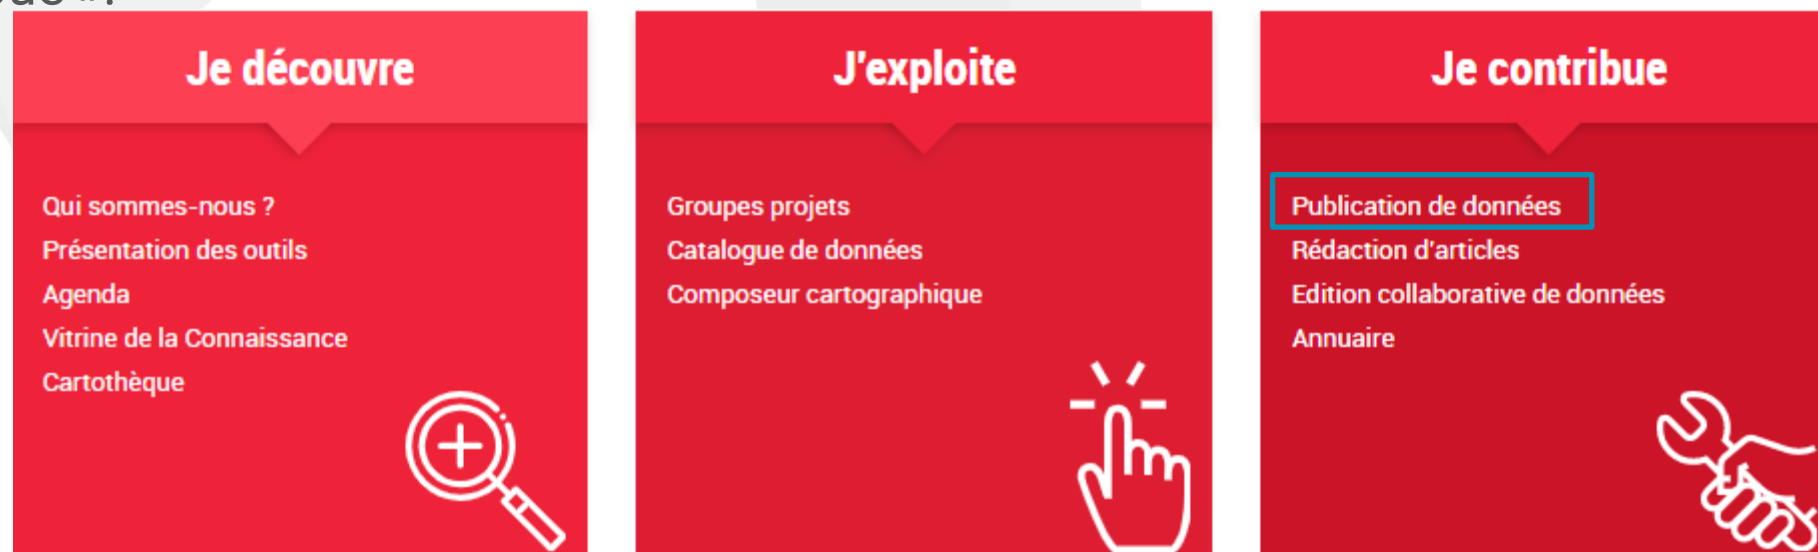 Je découvre
Qui sommes-nous ?
Présentation des outils
Agenda
Vitrine de la Connaissance
Cartothèque
J'exploite
Groupes projets
Catalogue de données
Composeur cartographique
Je contribue
Publication de données
Rédaction d'articles
Edition collaborative de données
Annuaire